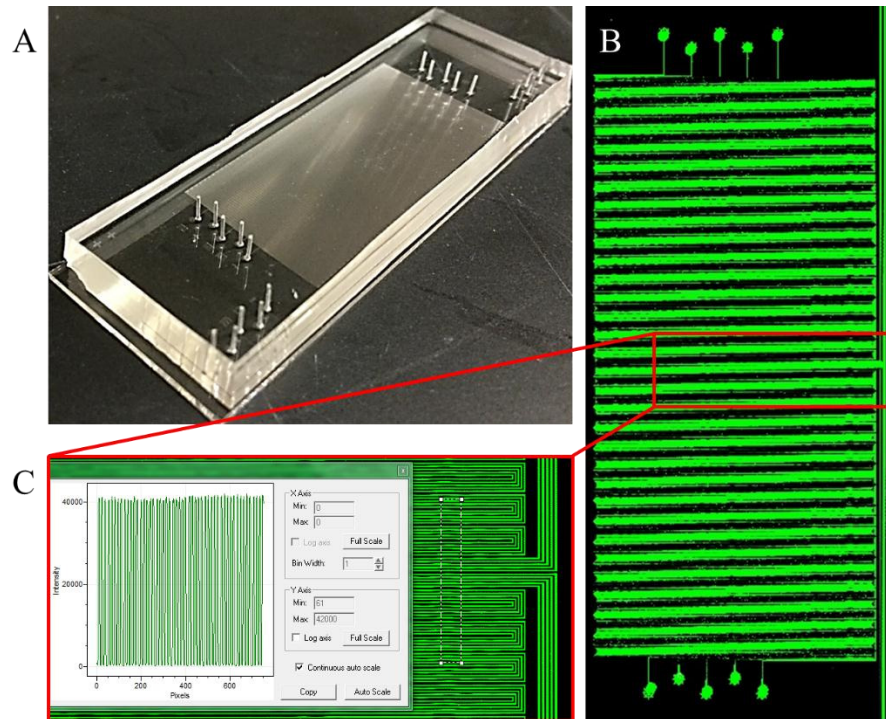 A
B
C
x
40000
20000
0
Intensity
0
200
400
600
Pixels
X Axis
Min:
0
Max:
0
Log axis
Full Scale
Bin Width:
1
Y Axis
Min:
61
Max:
42000
Log axis
Full Scale
Continuous auto scale
Copy
Auto Scale